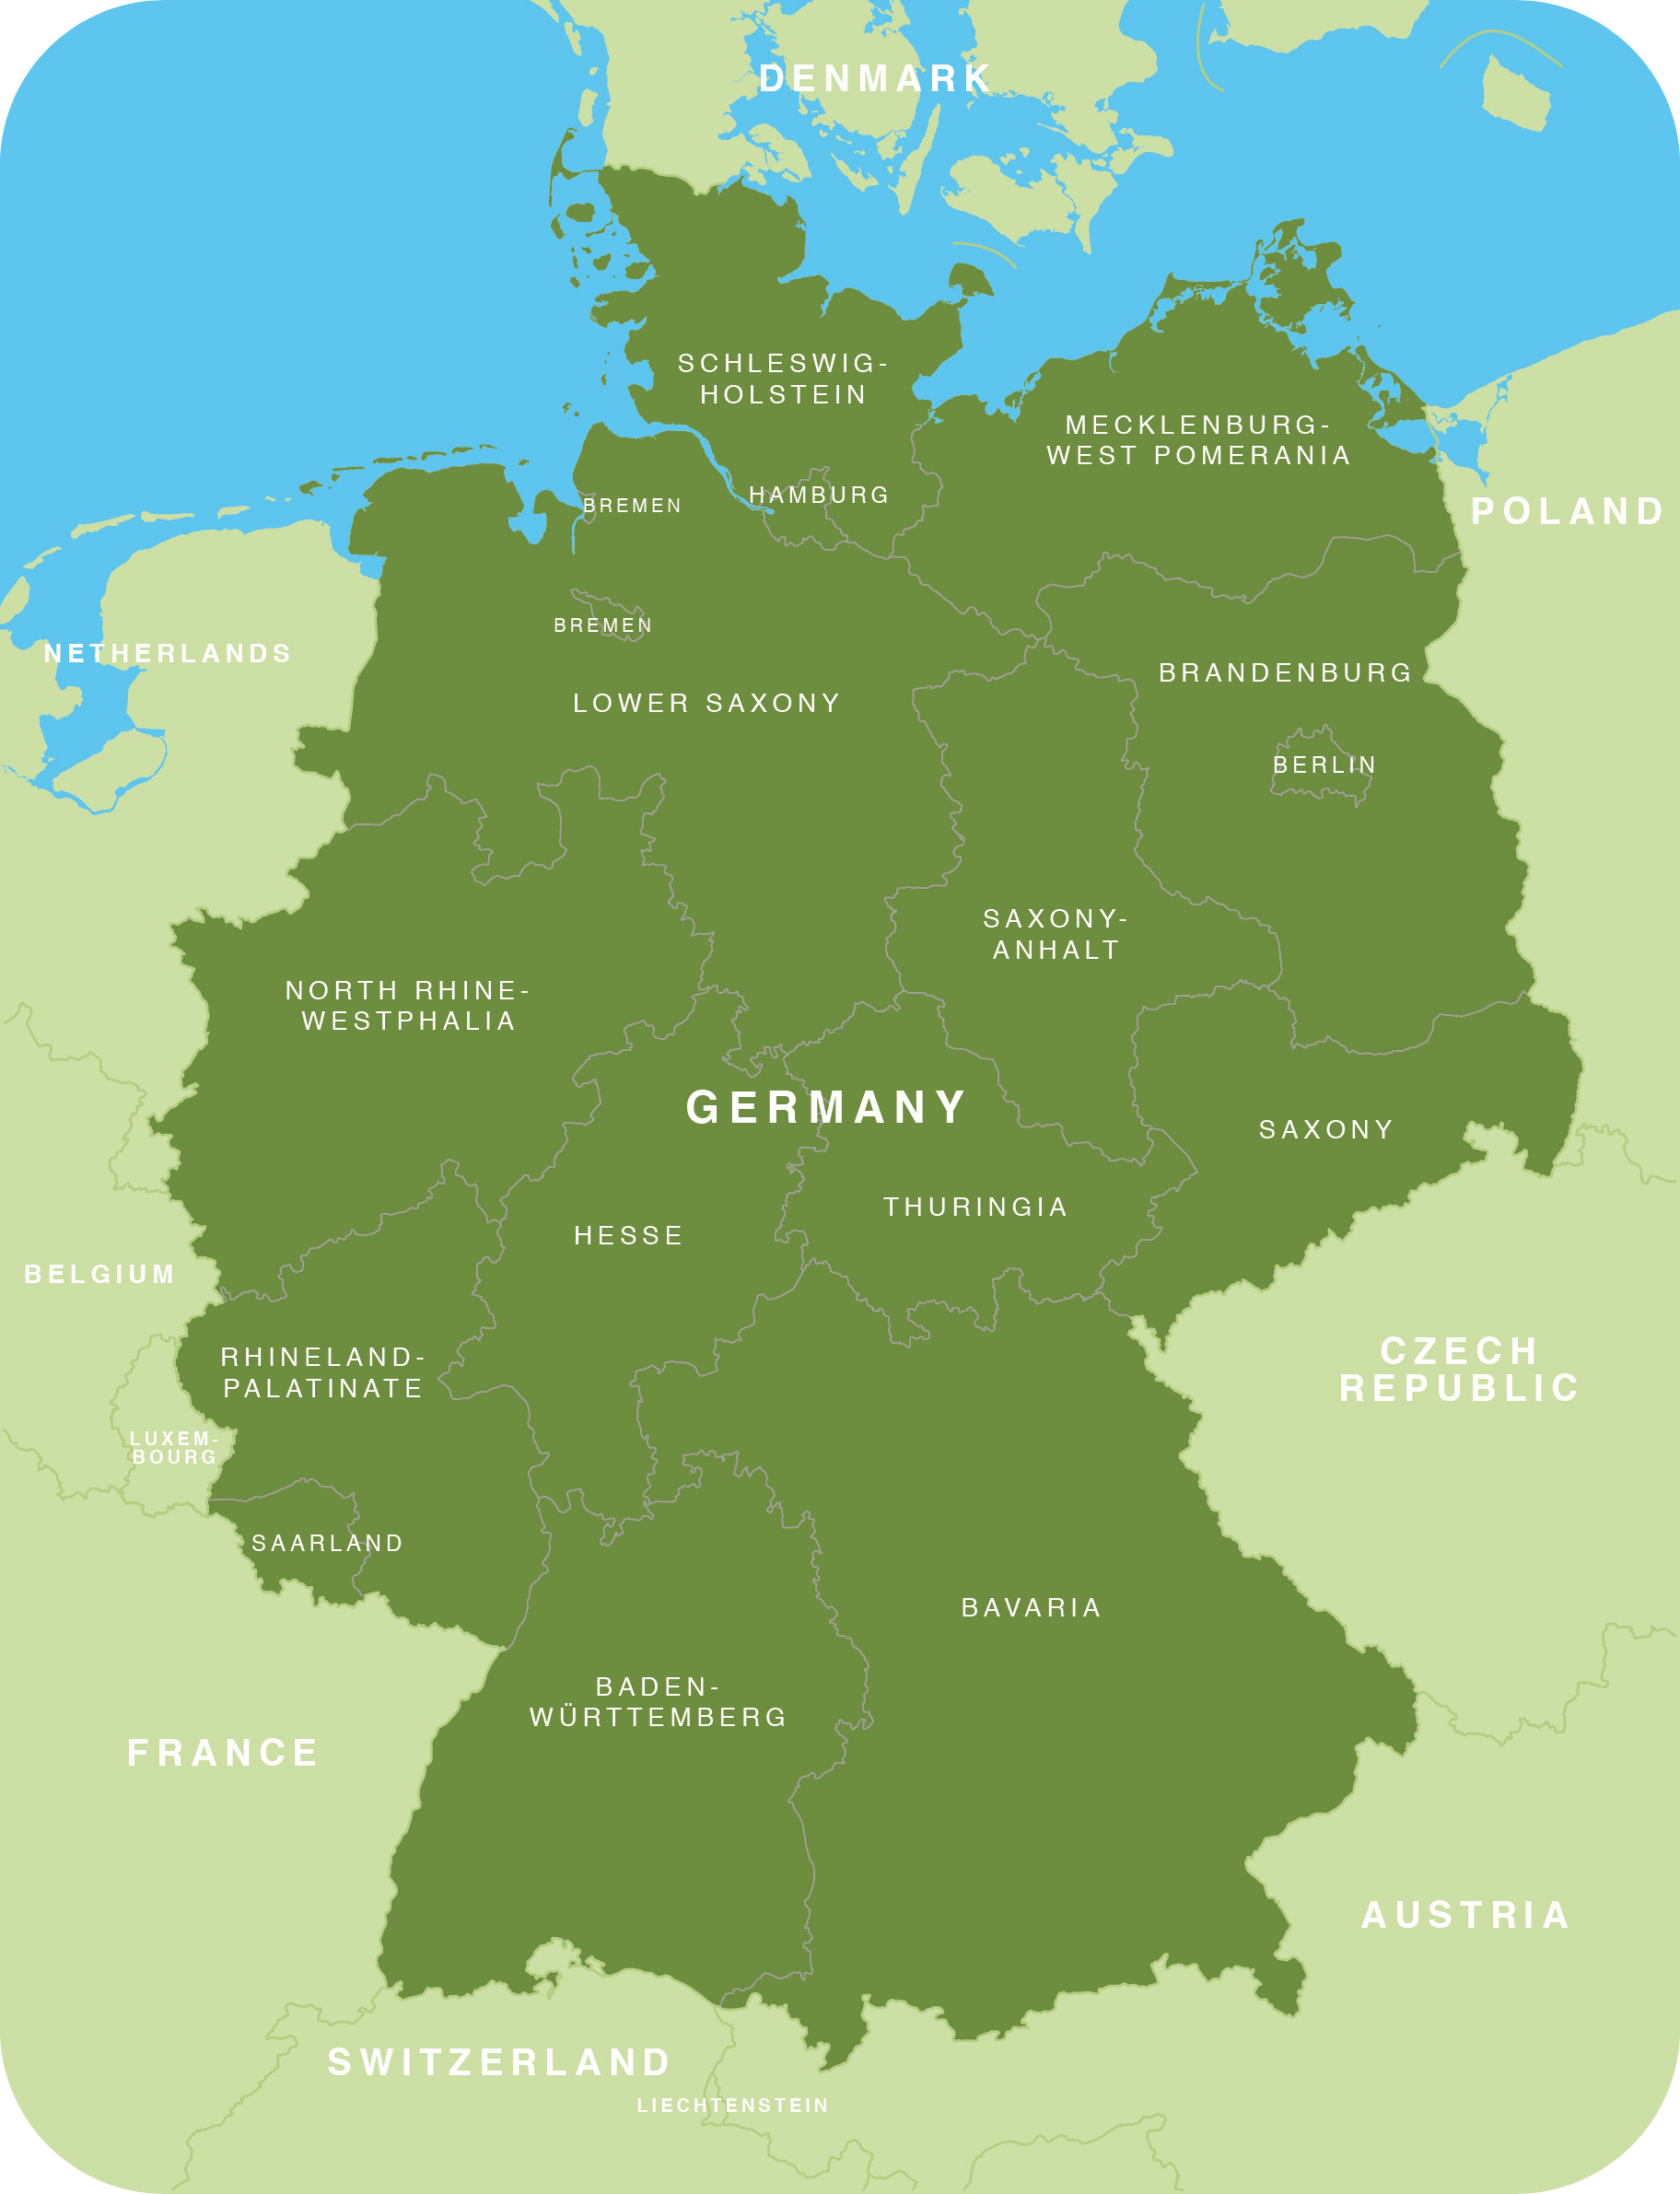 DENMARK
SCHLESWIG-
HOLSTEIN
MECKLENBURG-
WEST POMERANIA
HAMBURG
BREMEN
POLAND
BREMEN
NETHERLANDS
BRANDENBURG
LOWER SAXONY
BERLIN
SAXONY-
ANHALT
NORTH RHINE-
WESTPHALIA
GERMANY
SAXONY
THURINGIA
HESSE
BELGIUM
RHINELAND-
PALATINATE
CZECH
REPUBLIC
LUXEM-
BOURG
SAARLAND
BAVARIA
BADEN-
WÜRTTEMBERG
FRANCE
AUSTRIA
SWITZERLAND
LIECHTENSTEIN